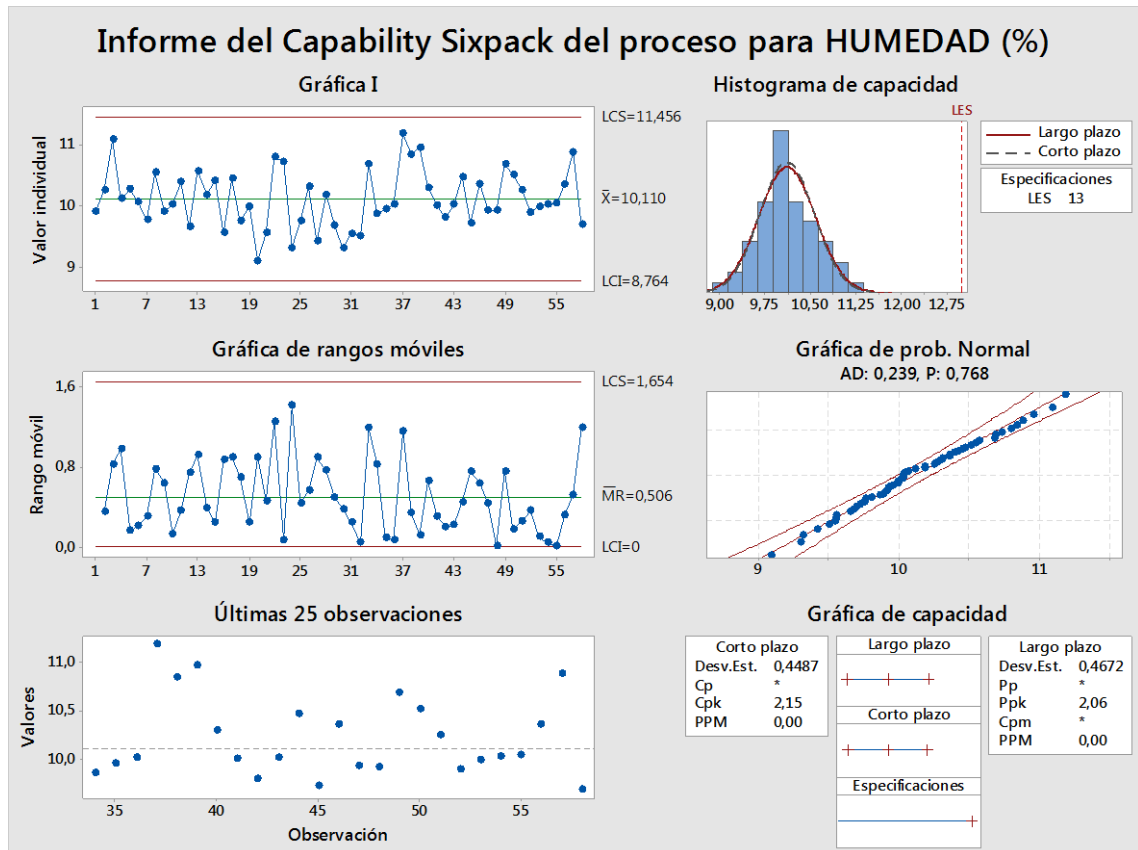 Informe del Capability Sixpack del proceso para HUMEDAD (%)
Gráfica I
Valor individual
11
10
9
1 7 13 19 25 31 37 43 49 55
LCS=11,456
X̅=10,110
LCI=8,764
Histograma de capacidad
LES
9,00 9,75 10,50 11,25 12,00 12,75
Largo plazo
Corto plazo
Especificaciones
LES 13
Gráfica de rangos móviles
Rango móvil
1,6
0,8
0,0
1 7 13 19 25 31 37 43 49 55
LCS=1,654
M̅R̅=0,506
LCI=0
Gráfica de prob. Normal
AD: 0,239, P: 0,768
9 10 11
Últimas 25 observaciones
Valores
11,0
10,5
10,0
35 40 45 50 55
Observación
Gráfica de capacidad
Corto plazo
Desv.Est. 0,4487
Cp *
Cpk 2,15
PPM 0,00
Largo plazo
Corto plazo
Especificaciones
Largo plazo
Desv.Est. 0,4672
Pp *
Ppk 2,06
Cpm *
PPM 0,00